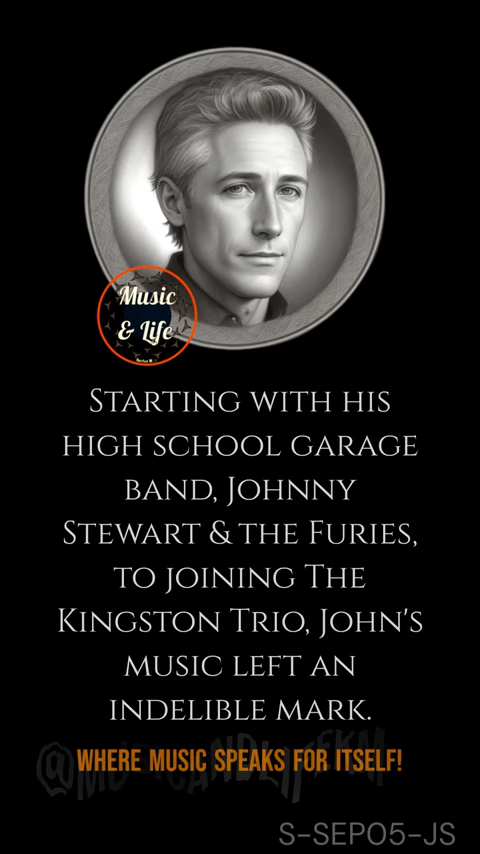 Music
& Life
STARTING WITH HIS
HIGH SCHOOL GARAGE
BAND, JOHNNY
STEWART & THE FURIES,
TO JOINING THE
KINGSTON TRIO, JOHN'S
MUSIC LEFT AN
INDELIBLE MARK.
WHERE MUSIC SPEAKS FOR ITSELF!
S-SEP05-JS